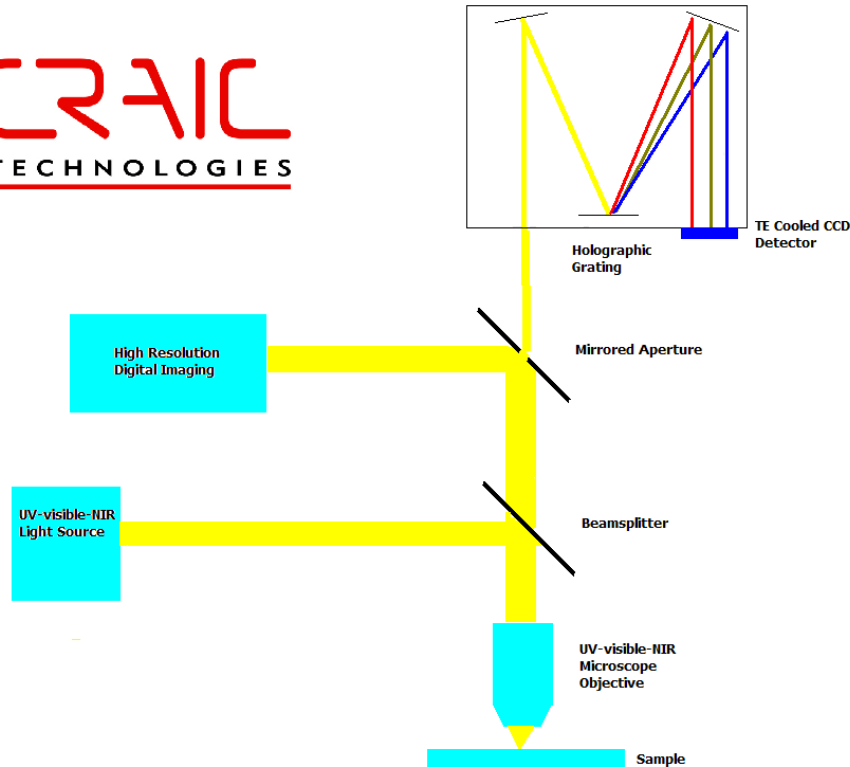 CRAIC
TECHNOLOGIES
TE Cooled CCD
Detector
Holographic
Grating
High Resolution
Digital Imaging
Mirrored Aperture
UV-visible-NIR
Light Source
Beamsplitter
UV-visible-NIR
Microscope
Objective
Sample